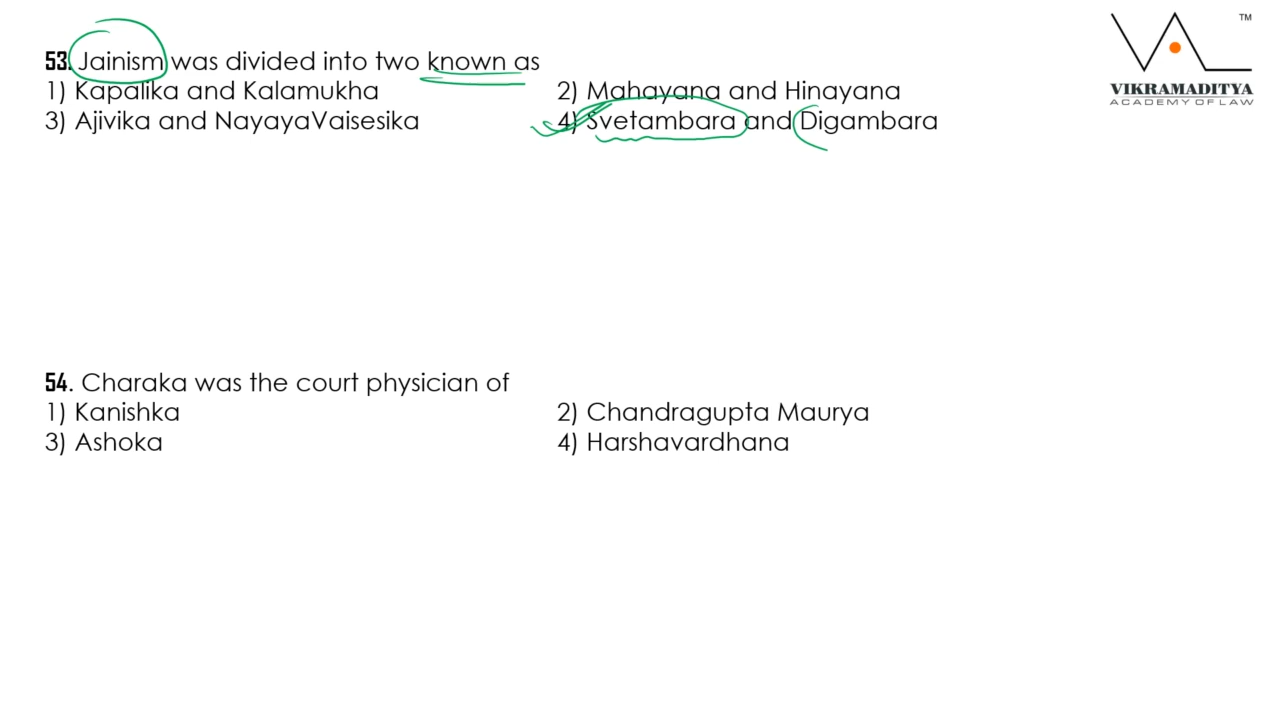 TM
VIKRAMADITYA
ACADEMY OF LAW
53. Jainism was divided into two known as
1) Kapalika and Kalamukha
2) Mahayana and Hinayana
3) Ajivika and NayayaVaisesika
4) Svetambara and Digambara
54. Charaka was the court physician of
1) Kanishka
2) Chandragupta Maurya
3) Ashoka
4) Harshavardhana